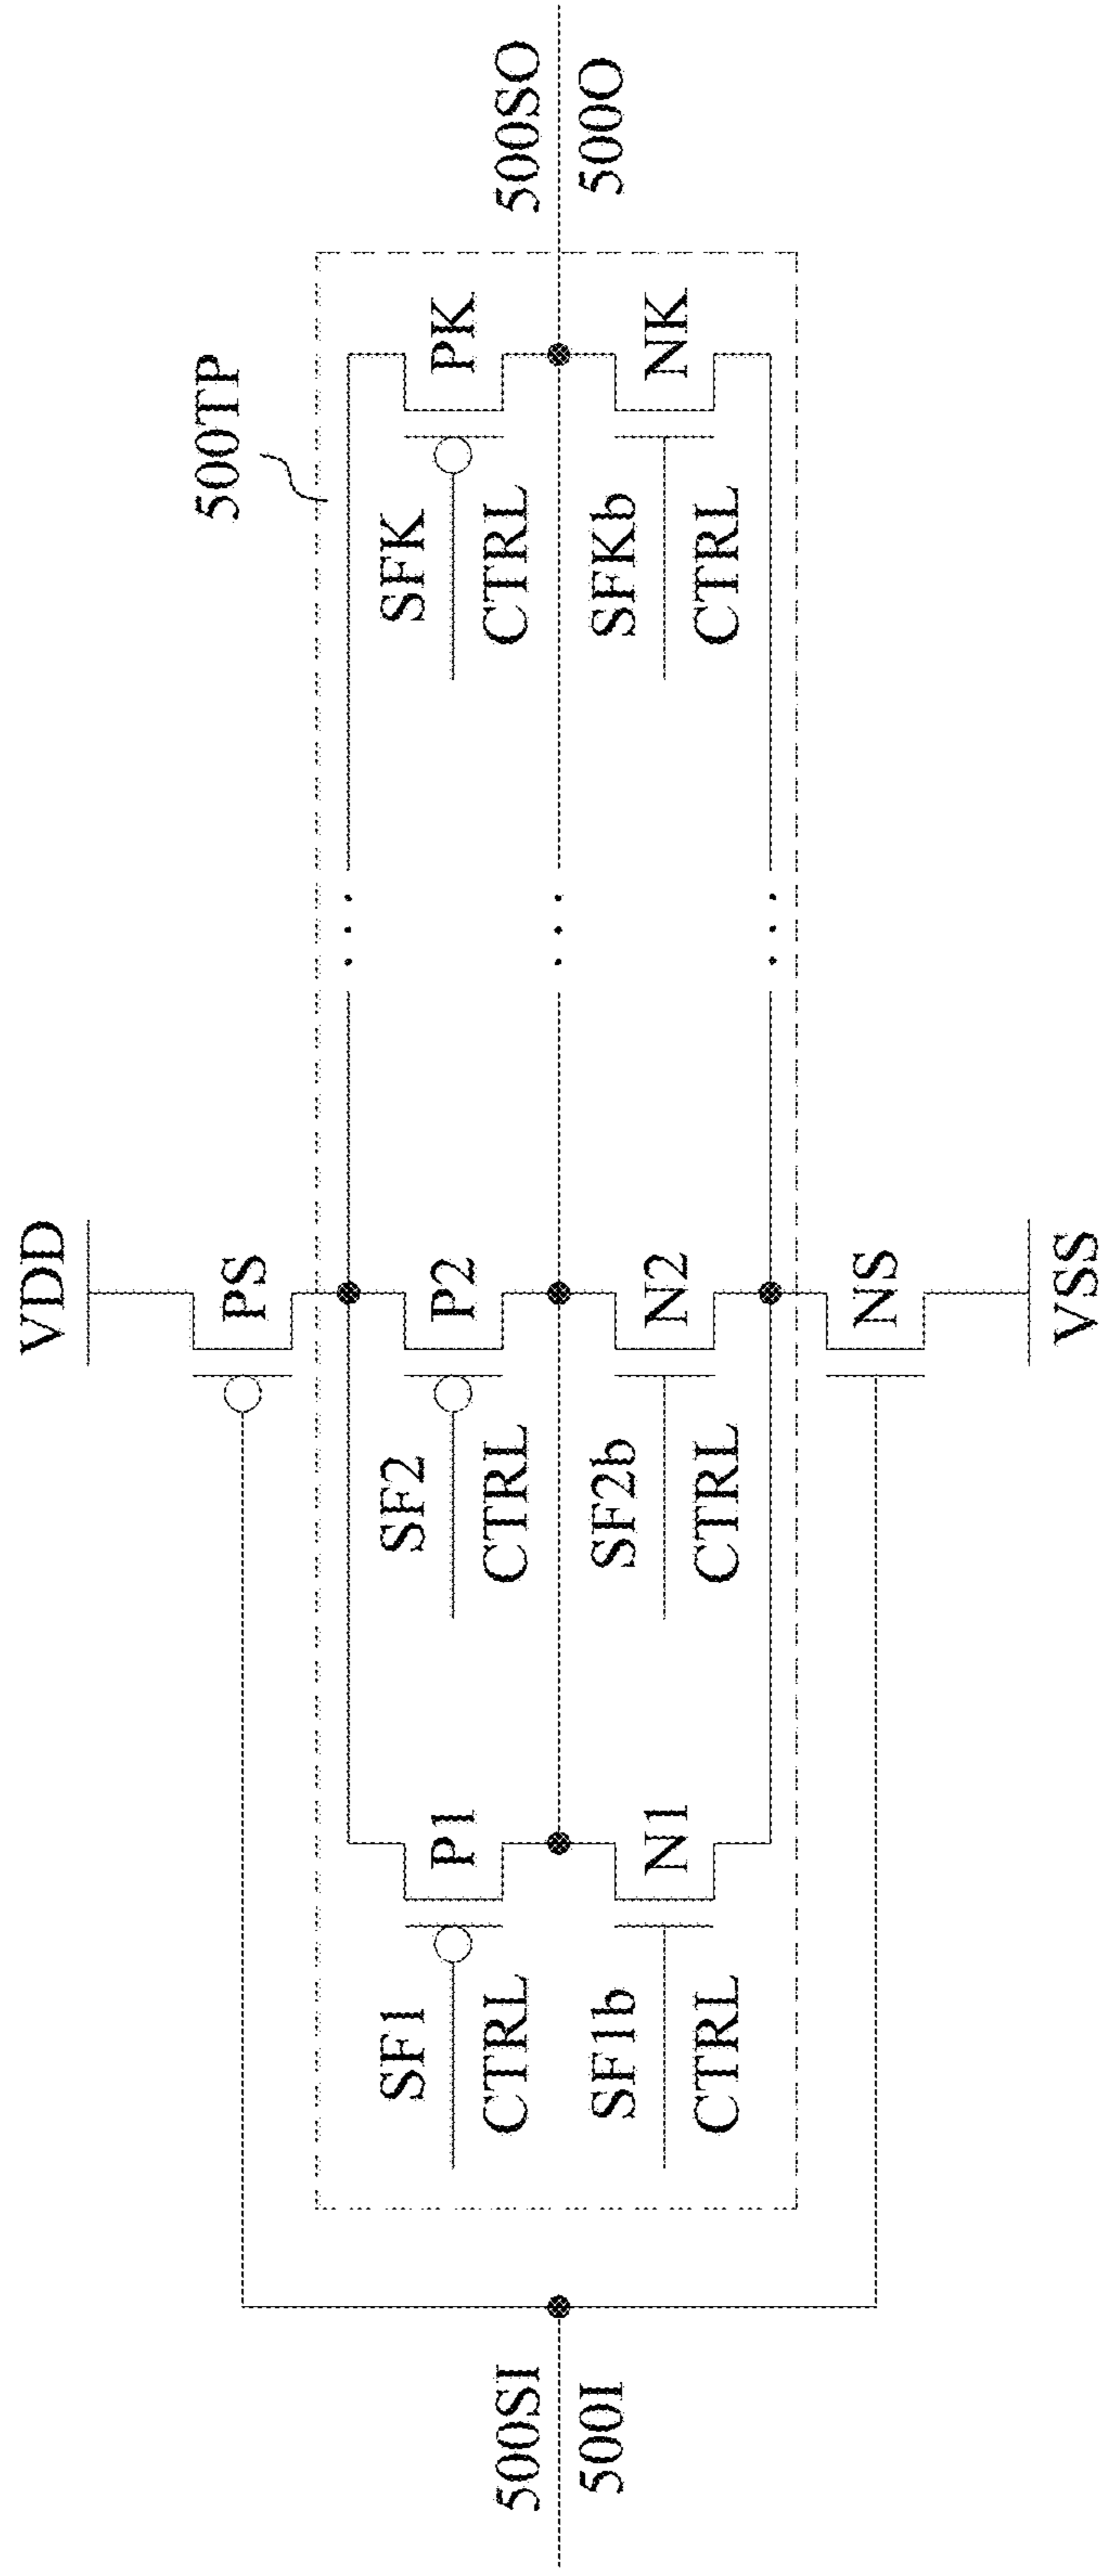 VDD
PS
500TP
SF1
CTRL
P1
SF2
CTRL
P2
SFK
CTRL
PK
500SI
500I
500SO
500O
SF1b
CTRL
N1
SF2b
CTRL
N2
SFKb
CTRL
NK
NS
VSS